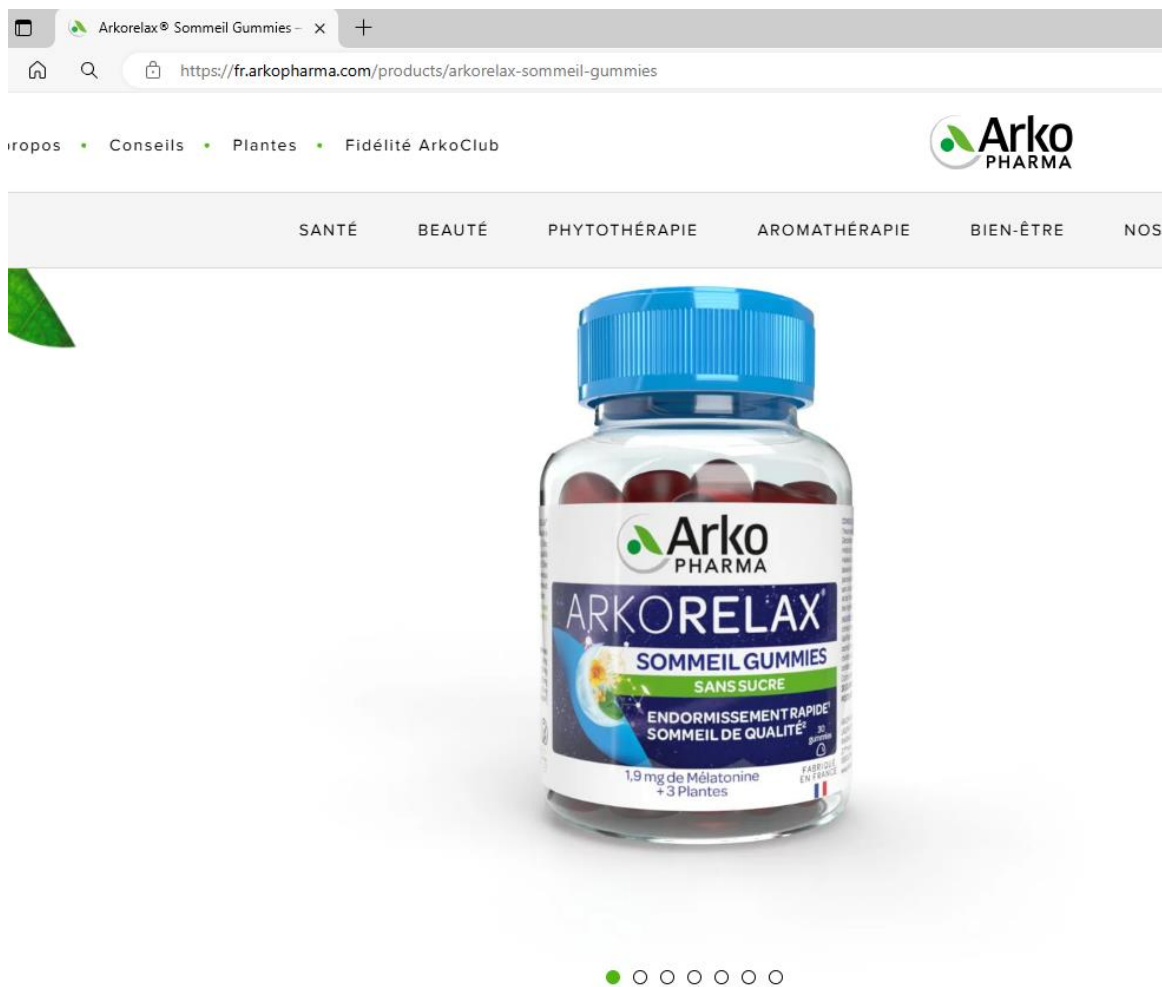 Arkorelax® Sommeil Gummies –
https://fr.arkopharma.com/products/arkorelax-sommeil-gummies
ropos • Conseils • Plantes • Fidélité ArkoClub
Arko
PHARMA
SANTÉ BEAUTÉ PHYTOTHÉRAPIE AROMATHÉRAPIE BIEN-ÊTRE NOS
Arko
PHARMA
ARKORELAX®
SOMMEIL GUMMIES
SANS SUCRE
ENDORMISSEMENT RAPIDE¹
SOMMEIL DE QUALITÉ²
30
gummies
1,9 mg de Mélatonine
+ 3 Plantes
FABRIQUÉ
EN FRANCE